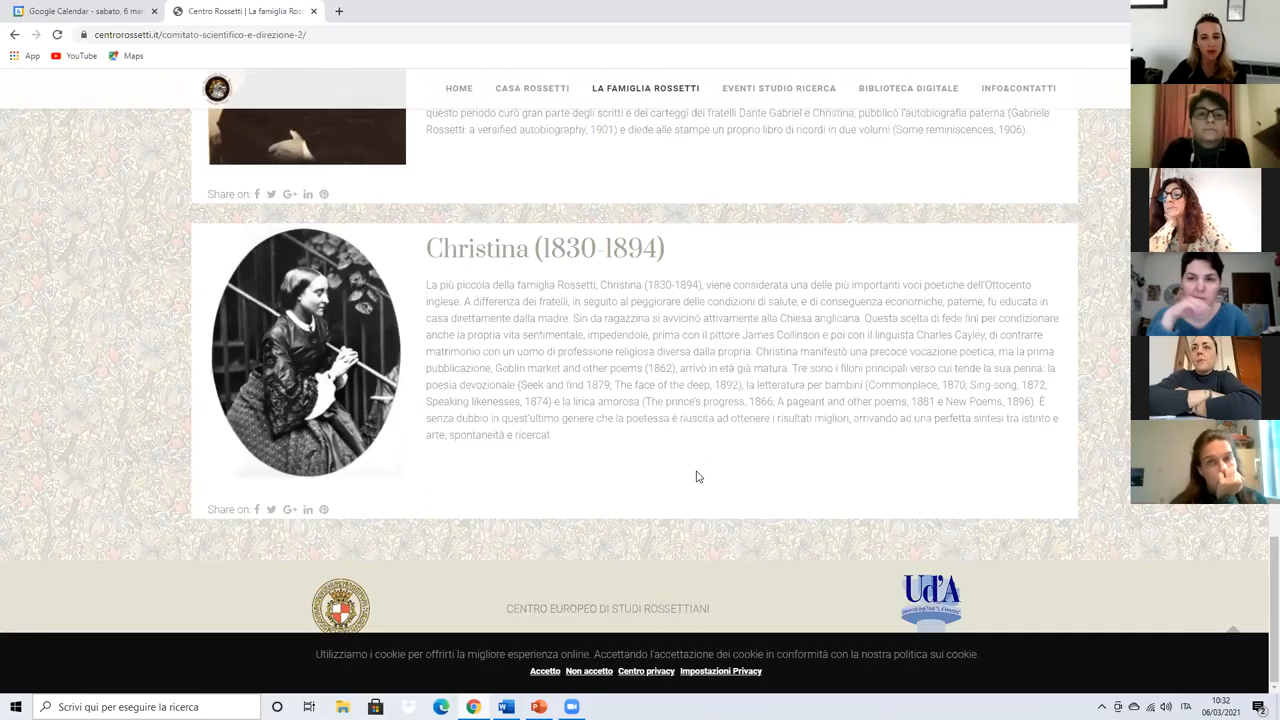 Google Calendar - sabato, 6 mar
Centro Rossetti | La famiglia Ross
centrorossetti.it/comitato-scientifico-e-direzione-2/
App YouTube Maps
HOME CASA ROSSETTI LA FAMIGLIA ROSSETTI EVENTI STUDIO RICERCA BIBLIOTECA DIGITALE INFO&CONTATTI
questo periodo curò gran parte degli scritti e dei carteggi dei fratelli Dante Gabriel e Christina, pubblicò l'autobiografia paterna (Gabriele
Rossetti: a versified autobiography, 1901) e diede alle stampe un proprio libro di ricordi in due volumi (Some reminiscences, 1906).
Share on:
Christina (1830-1894)
La più piccola della famiglia Rossetti, Christina (1830-1894), viene considerata una delle più importanti voci poetiche dell'Ottocento
inglese. A differenza dei fratelli, in seguito al peggiorare delle condizioni di salute, e di conseguenza economiche, paterne, fu educata in
casa direttamente dalla madre. Sin da ragazzina si avvicinò attivamente alla Chiesa anglicana. Questa scelta di fede finì per condizionare
anche la propria vita sentimentale, impedendole, prima con il pittore James Collinson e poi con il linguista Charles Cayley, di contrarre
matrimonio con un uomo di professione religiosa diversa dalla propria. Christina manifestò una precoce vocazione poetica, ma la prima
pubblicazione, Goblin market and other poems (1862), arrivò in età già matura. Tre sono i filoni principali verso cui tende la sua penna: la
poesia devozionale (Seek and find 1879; The face of the deep, 1892), la letteratura per bambini (Commonplace, 1870; Sing-song, 1872;
Speaking likenesses, 1874) e la lirica amorosa (The prince's progress, 1866; A pageant and other poems, 1881 e New Poems, 1896). È
senza dubbio in quest'ultimo genere che la poetessa è riuscita ad ottenere i risultati migliori, arrivando ad una perfetta sintesi tra istinto e
arte, spontaneità e ricercat
Share on:
CENTRO EUROPEO DI STUDI ROSSETTIANI
Ud'A
Utilizziamo i cookie per offrirti la migliore esperienza online. Accettando l'accettazione dei cookie in conformità con la nostra politica sui cookie.
Accetto Non accetto Centro privacy Impostazioni Privacy
Scrivi qui per eseguire la ricerca
ITA
10:32
06/03/2021
2